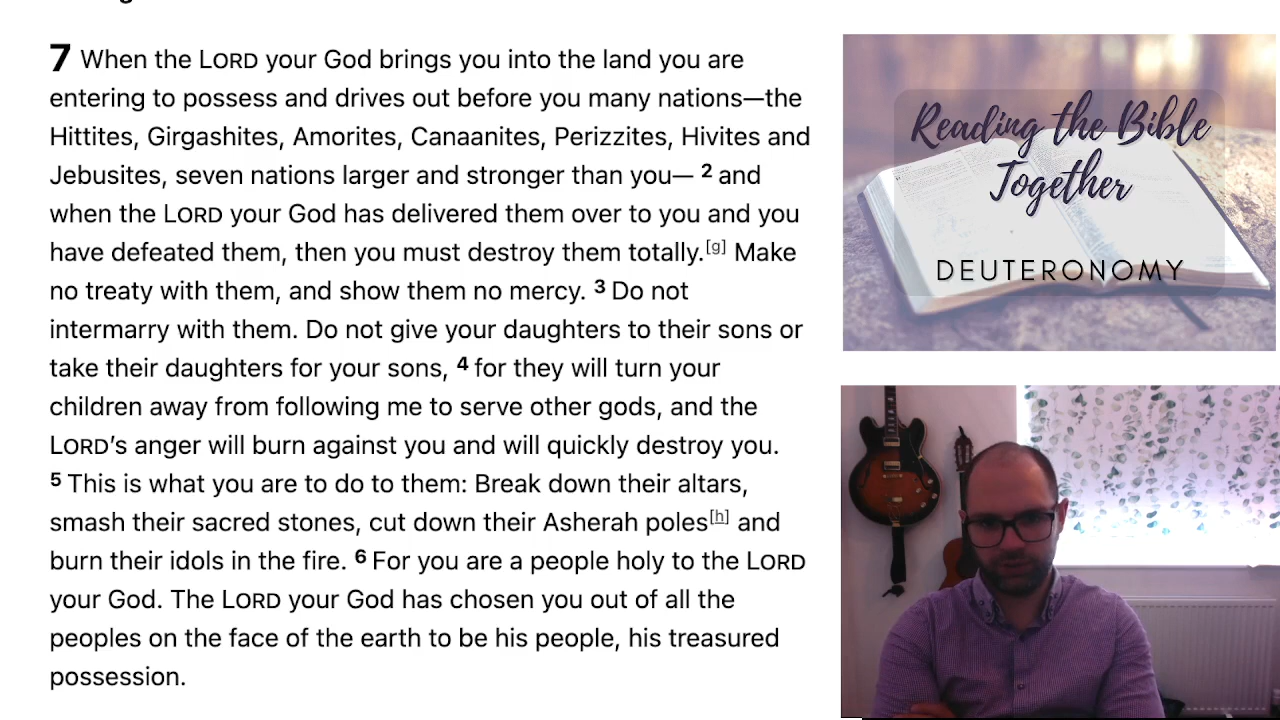 7 When the LORD your God brings you into the land you are
entering to possess and drives out before you many nations—the
Hittites, Girgashites, Amorites, Canaanites, Perizzites, Hivites and
Jebusites, seven nations larger and stronger than you— 2 and
when the LORD your God has delivered them over to you and you
have defeated them, then you must destroy them totally.[g] Make
no treaty with them, and show them no mercy. 3 Do not
intermarry with them. Do not give your daughters to their sons or
take their daughters for your sons, 4 for they will turn your
children away from following me to serve other gods, and the
LORD’s anger will burn against you and will quickly destroy you.
5 This is what you are to do to them: Break down their altars,
smash their sacred stones, cut down their Asherah poles[h] and
burn their idols in the fire. 6 For you are a people holy to the LORD
your God. The LORD your God has chosen you out of all the
peoples on the face of the earth to be his people, his treasured
possession.
Reading the Bible
Together
DEUTERONOMY